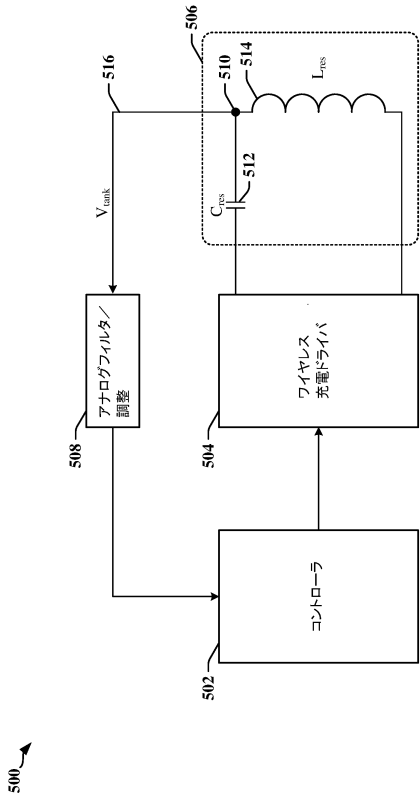 500
502
コントローラ
504
ワイヤレス
充電ドライバ
506
508
アナログフィルタ／
調整
V_tank
516
510
514
C_res
512
L_res